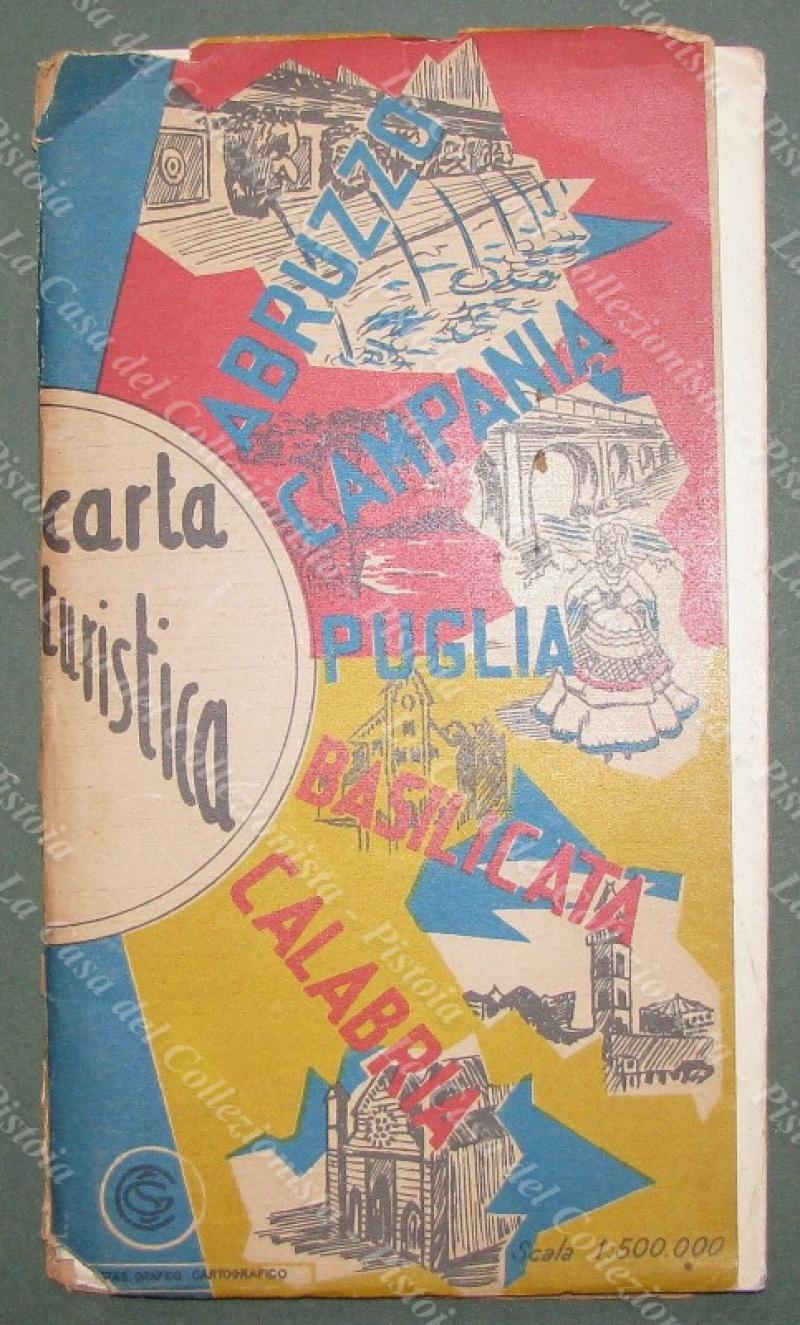 ABRUZZO
CAMPANIA
carta
turistica
PUGLIA
BASILICATA
CALABRIA
Scala 1:500.000
GRAFICO CARTOGRAFICO
La Casa del Collezionista - Pistoia